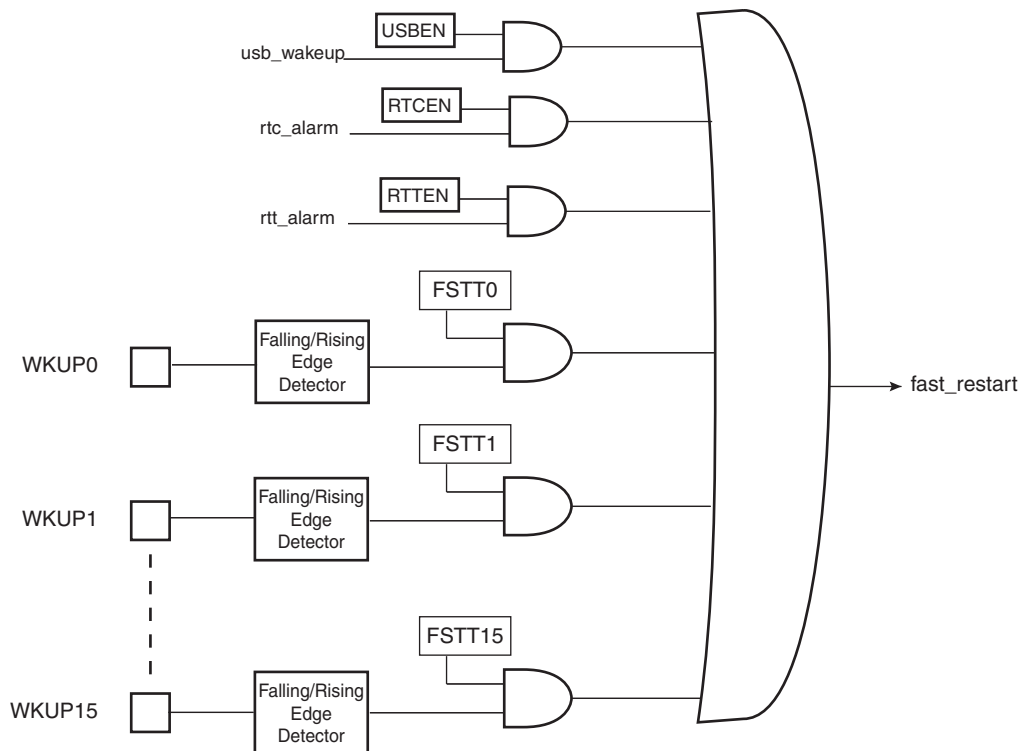 USBEN
usb_wakeup
RTCEN
rtc_alarm
RTTEN
rtt_alarm
FSTT0
WKUP0
Falling/Rising
Edge
Detector
fast_restart
FSTT1
WKUP1
Falling/Rising
Edge
Detector
FSTT15
WKUP15
Falling/Rising
Edge
Detector